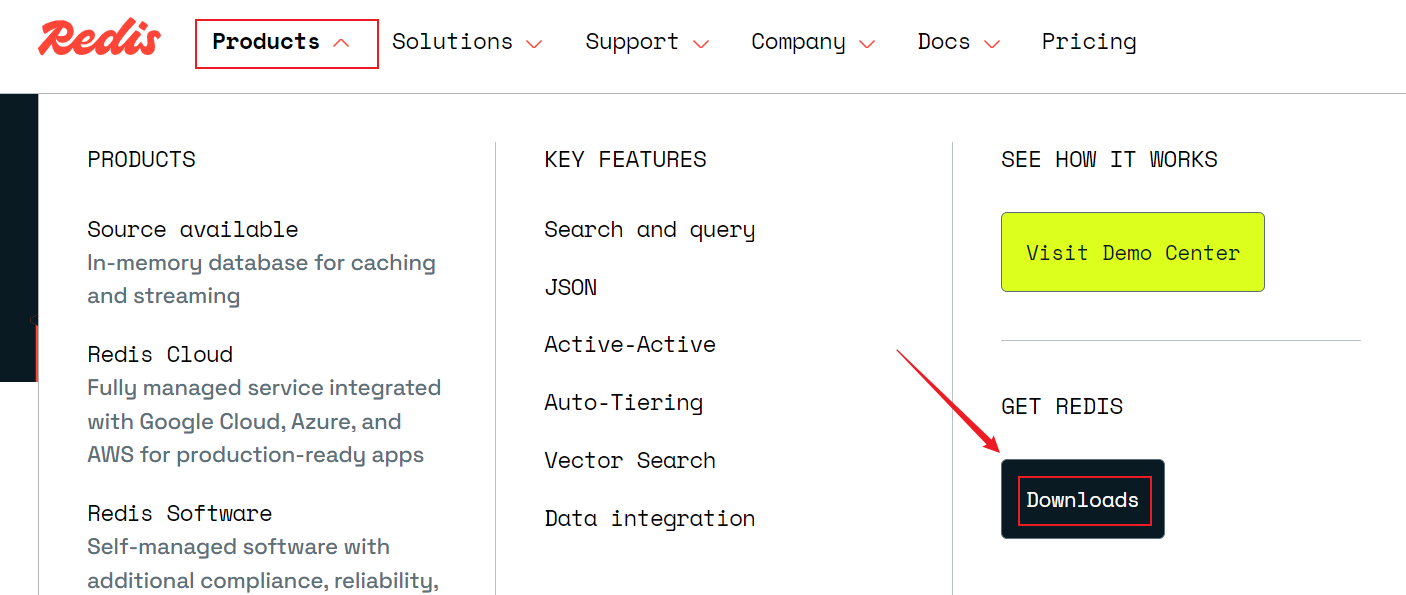 Redis
Products
Solutions
Support
Company
Docs
Pricing
PRODUCTS
Source available
In-memory database for caching
and streaming
Redis Cloud
Fully managed service integrated
with Google Cloud, Azure, and
AWS for production-ready apps
Redis Software
Self-managed software with
additional compliance, reliability,
KEY FEATURES
Search and query
JSON
Active-Active
Auto-Tiering
Vector Search
Data integration
SEE HOW IT WORKS
Visit Demo Center
GET REDIS
Downloads